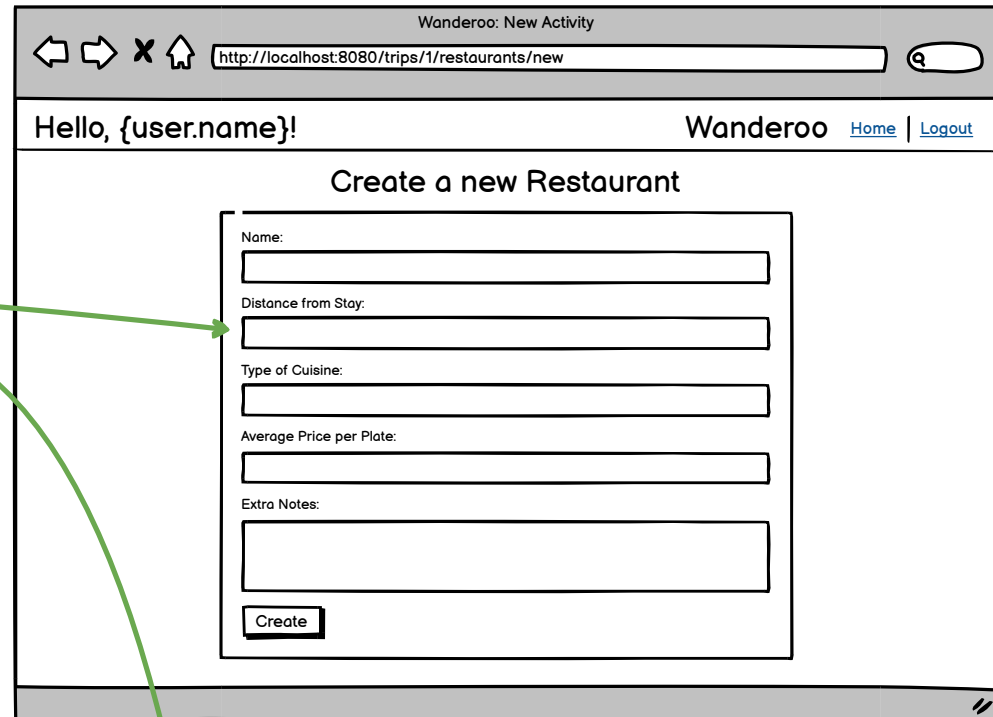 Wanderoo: New Activity
http://localhost:8080/trips/1/restaurants/new
Hello, {user.name}!
Wanderoo Home | Logout
Create a new Restaurant
Name:
Distance from Stay:
Type of Cuisine:
Average Price per Plate:
Extra Notes:
Create